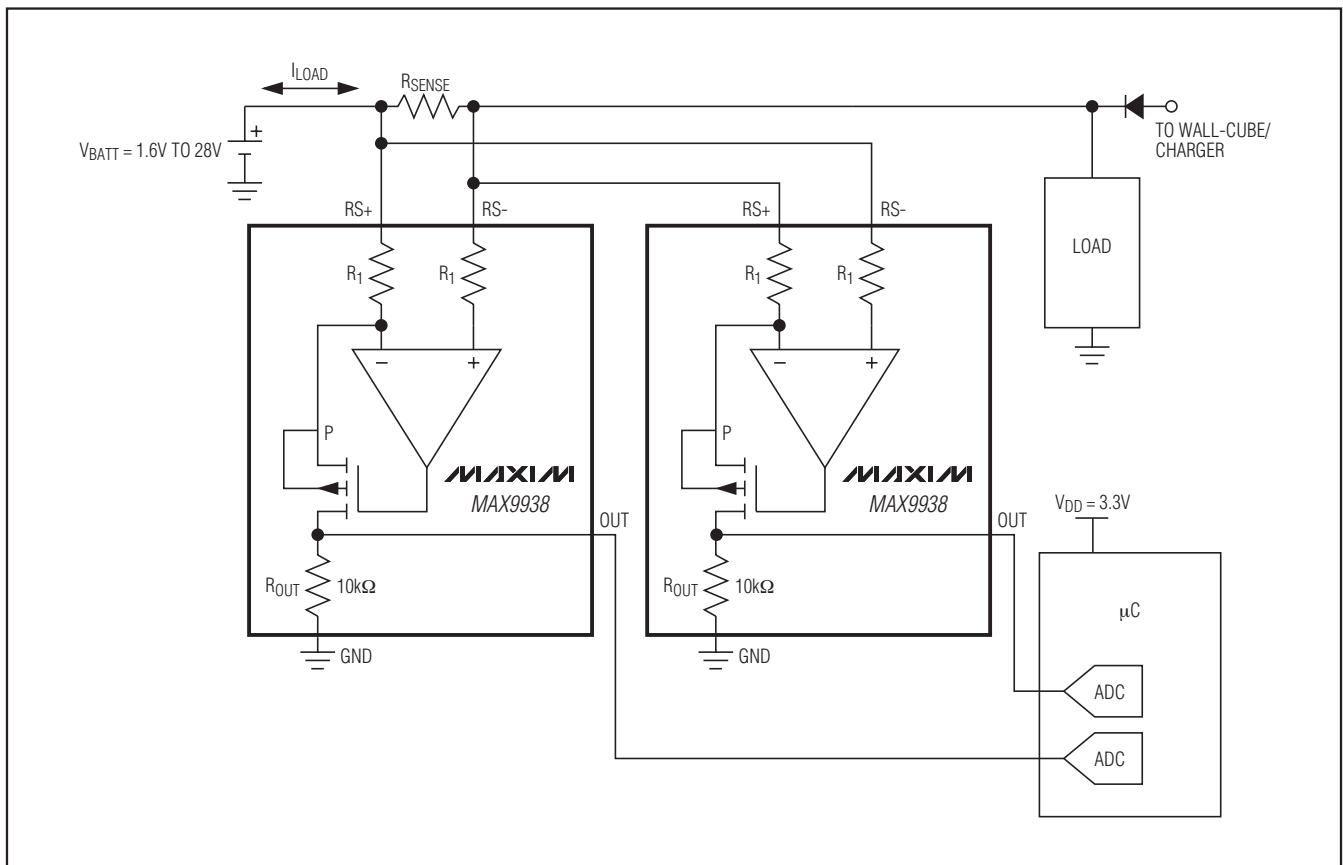 ILOAD
RSENSE
VBATT = 1.6V TO 28V
+
TO WALL-CUBE/
CHARGER
RS+
RS-
RS+
RS-
LOAD
R1
R1
R1
R1
−
+
−
+
P
P
MAXIM
MAX9938
MAXIM
MAX9938
VDD = 3.3V
OUT
OUT
ROUT
10kΩ
ROUT
10kΩ
µC
GND
GND
ADC
ADC